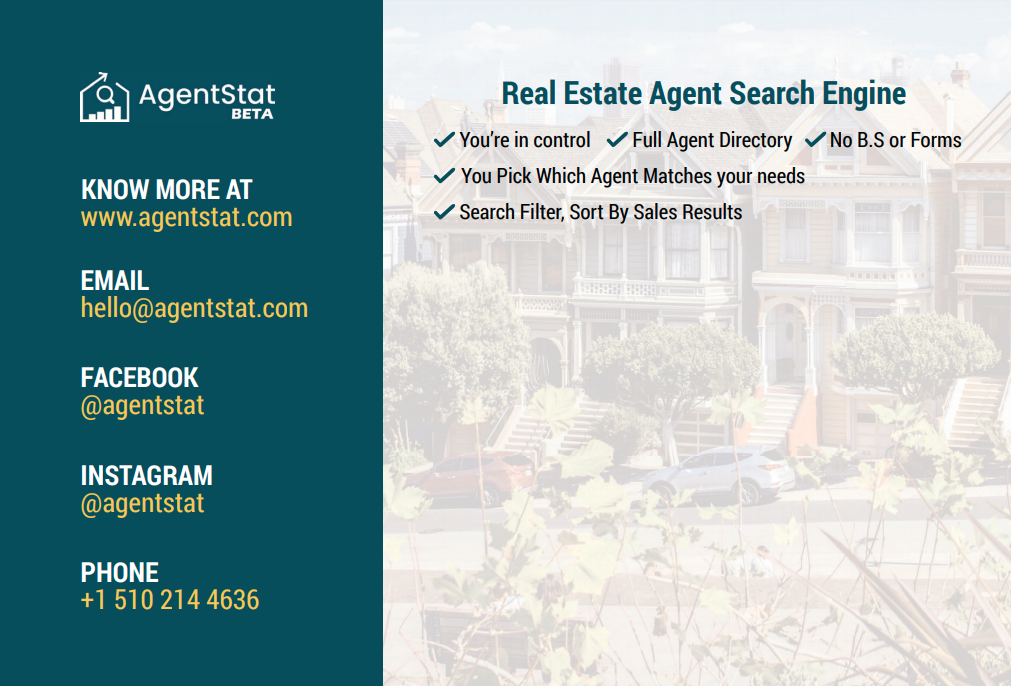 AgentStat
BETA
KNOW MORE AT
www.agentstat.com
EMAIL
hello@agentstat.com
FACEBOOK
@agentstat
INSTAGRAM
@agentstat
PHONE
+1 510 214 4636
Real Estate Agent Search Engine
You’re in control Full Agent Directory No B.S or Forms
You Pick Which Agent Matches your needs
Search Filter, Sort By Sales Results